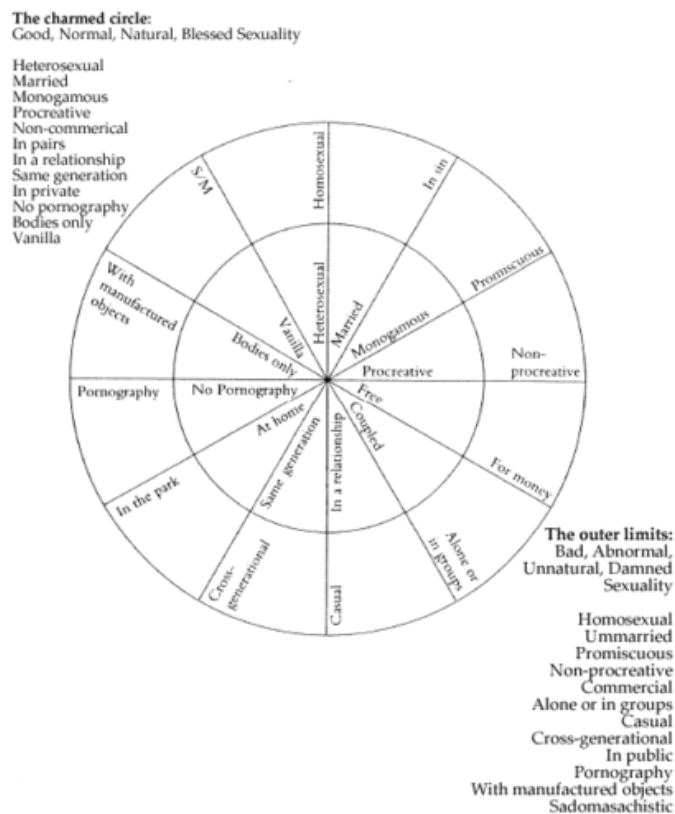 The charmed circle:
Good, Normal, Natural, Blessed Sexuality
Heterosexual
Married
Monogamous
Procreative
Non-commerical
In pairs
In a relationship
Same generation
In private
No pornography
Bodies only
Vanilla
S/M
Homosexual
In sin
With
manufactured
objects
Promiscuous
Vanilla
Heterosexual
Married
Bodies only
Monogamous
Non-
procreative
Procreative
Pornography
No Pornography
Free
At home
Coupled
In the park
Same generation
In a relationship
For money
Cross-
generational
Casual
Alone or
in groups
The outer limits:
Bad, Abnormal,
Unnatural, Damned
Sexuality
Homosexual
Unmarried
Promiscuous
Non-procreative
Commercial
Alone or in groups
Casual
Cross-generational
In public
Pornography
With manufactured objects
Sadomasachistic